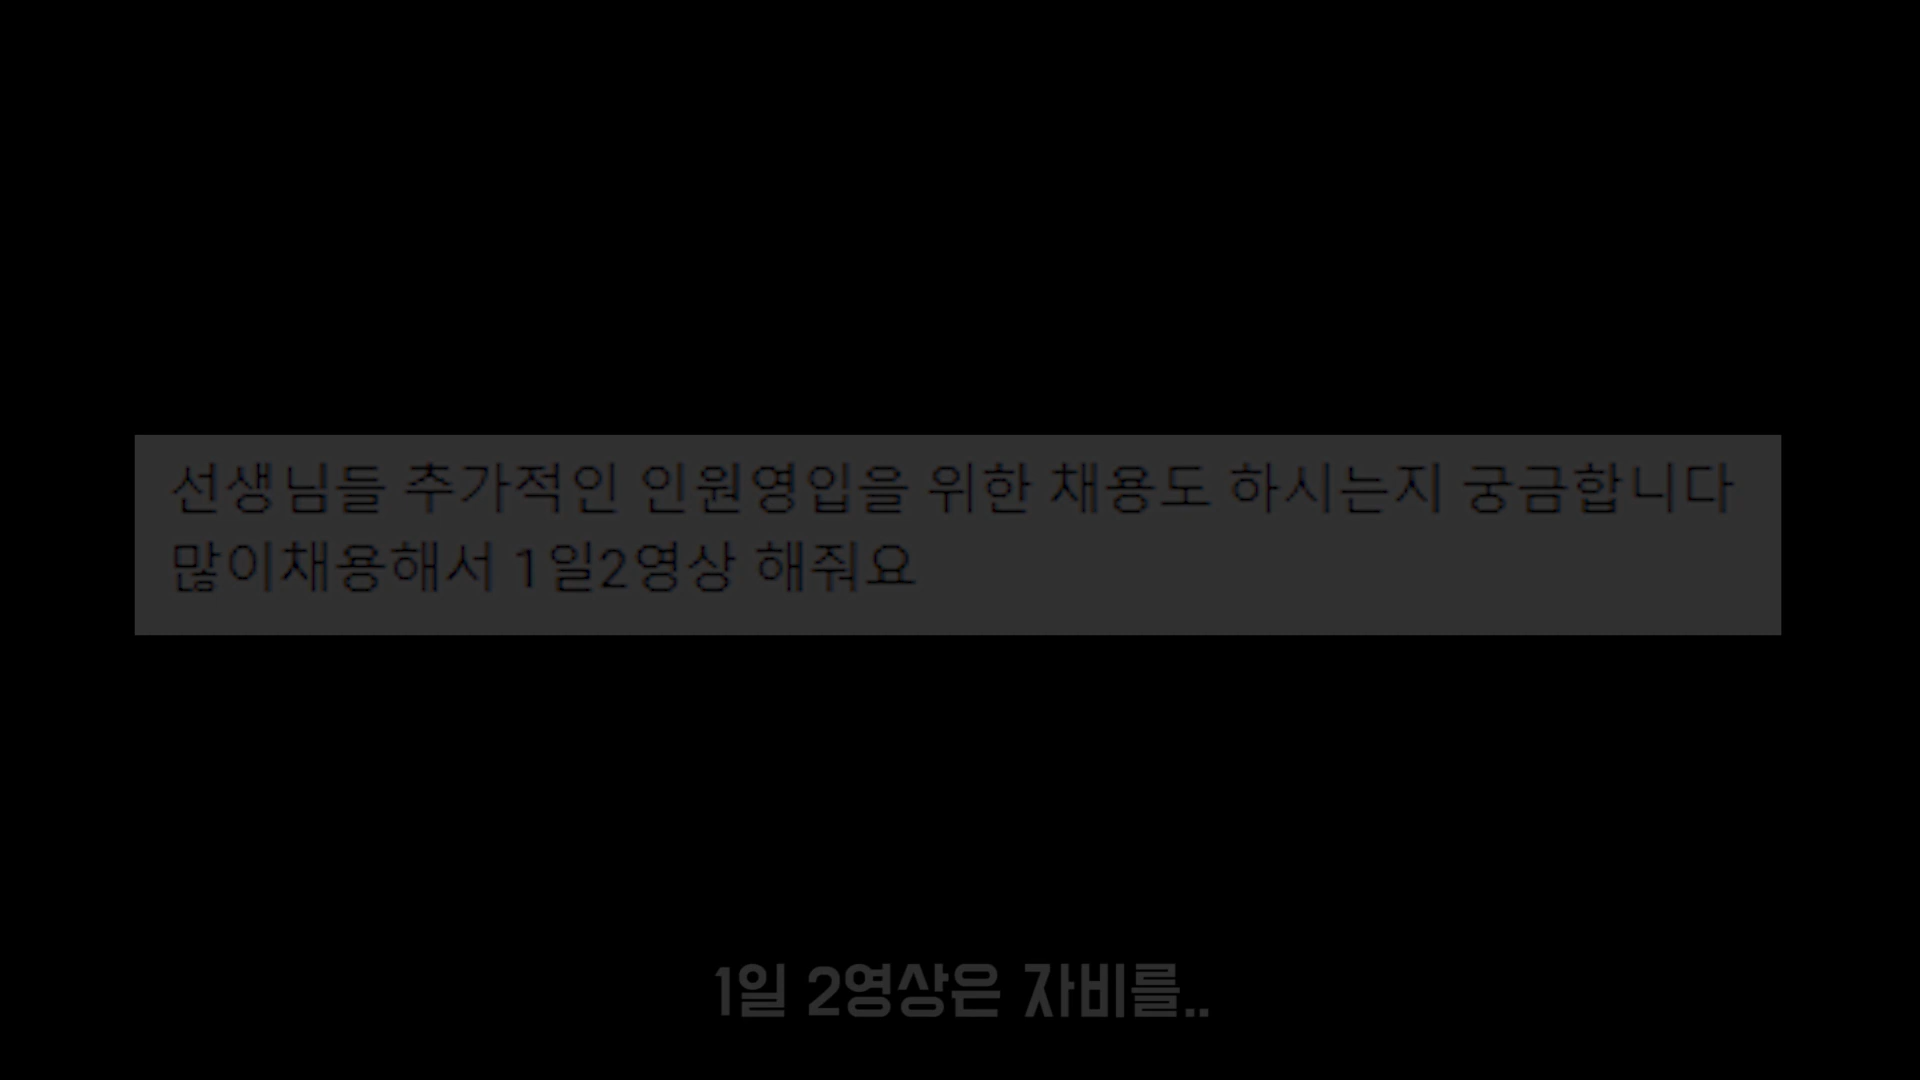 선생님들 추가적인 인원영입을 위한 채용도 하시는지 궁금합니다
많이채용해서 1일2영상 해줘요
1일 2영상은 자비를..